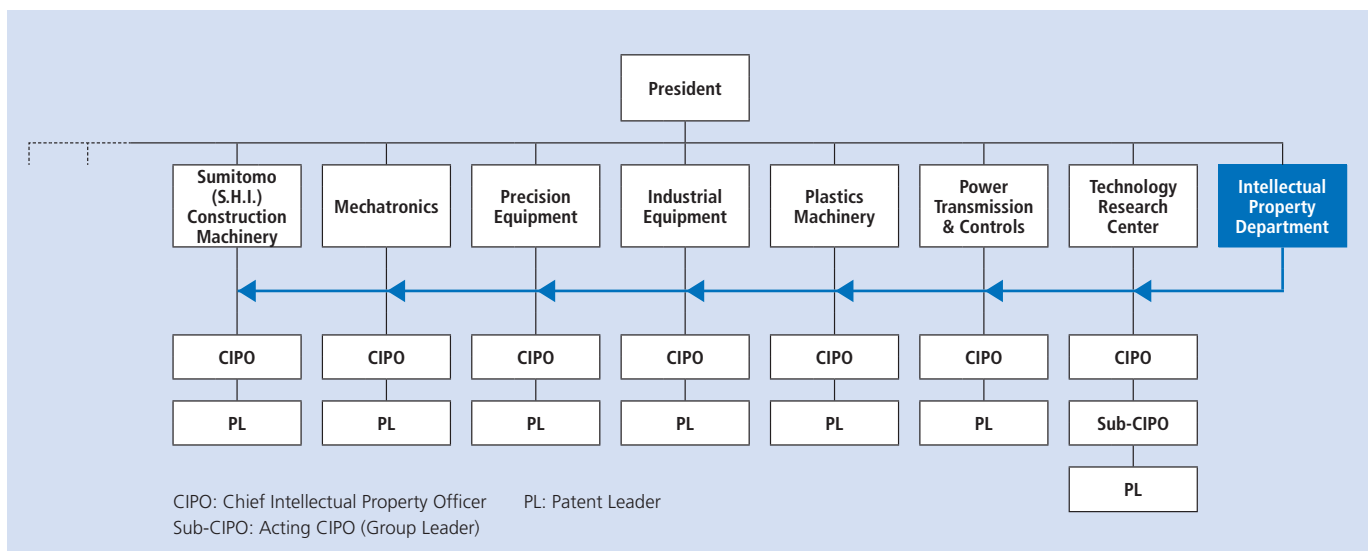 President
Sumitomo
(S.H.I.)
Construction
Machinery
Mechatronics
Precision
Equipment
Industrial
Equipment
Plastics
Machinery
Power
Transmission
& Controls
Technology
Research
Center
Intellectual
Property
Department
CIPO
CIPO
CIPO
CIPO
CIPO
CIPO
CIPO
PL
PL
PL
PL
PL
PL
Sub-CIPO
PL
CIPO: Chief Intellectual Property Officer PL: Patent Leader
Sub-CIPO: Acting CIPO (Group Leader)